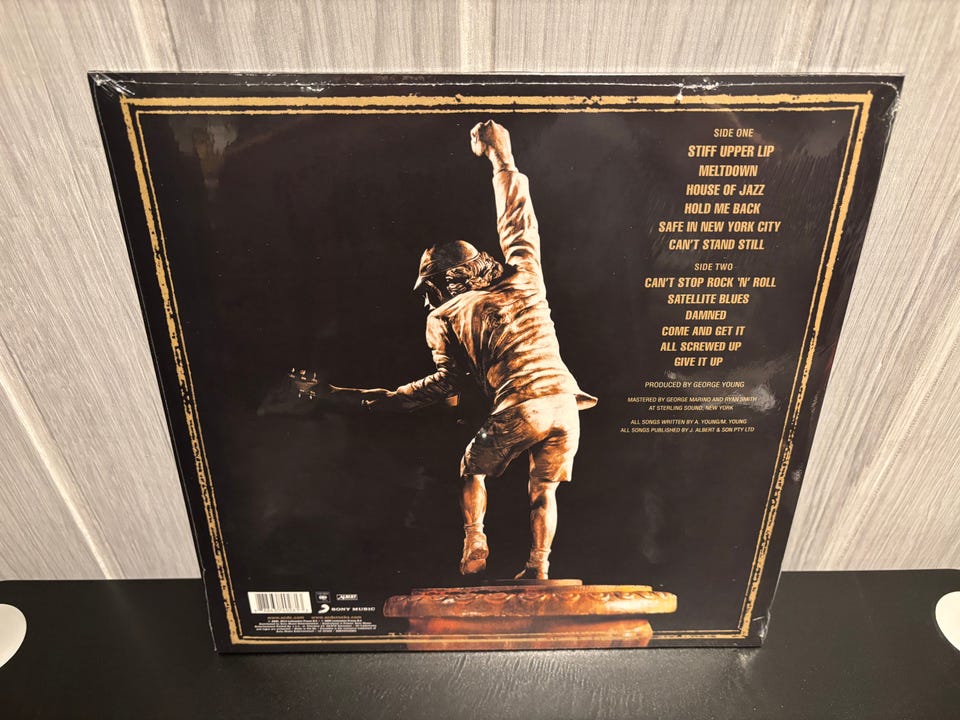 SIDE ONE
STIFF UPPER LIP
MELTDOWN
HOUSE OF JAZZ
HOLD ME BACK
SAFE IN NEW YORK CITY
CAN'T STAND STILL
SIDE TWO
CAN'T STOP ROCK 'N' ROLL
SATELLITE BLUES
DAMNED
COME AND GET IT
ALL SCREWED UP
GIVE IT UP
PRODUCED BY GEORGE YOUNG
MASTERED BY GEORGE MARINO AND RYAN SMITH
AT STERLING SOUND, NEW YORK
ALL SONGS WRITTEN BY A. YOUNG/M. YOUNG
ALL SONGS PUBLISHED BY J. ALBERT & SON PTY LTD
SONY MUSIC